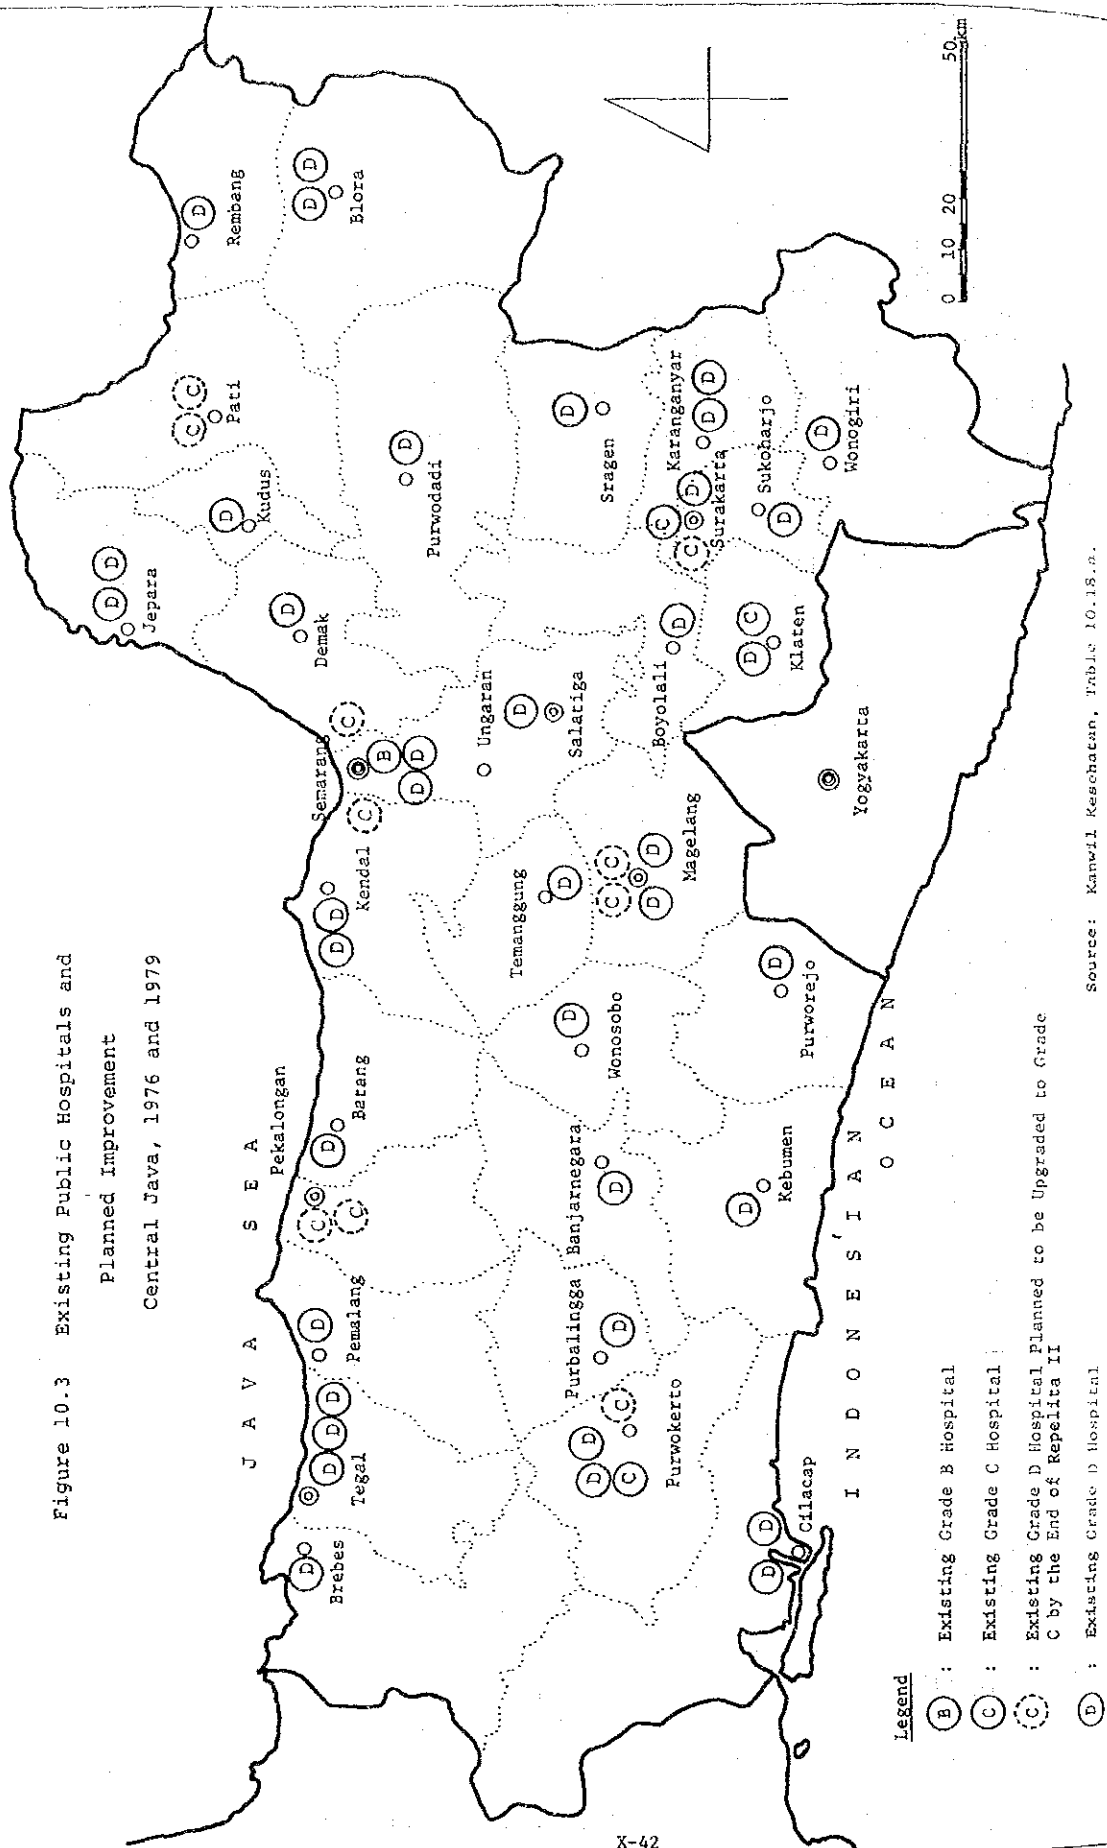 Figure 10.3 Existing Public Hospitals and
Planned Improvement
Central Java, 1976 and 1979
J A V A S E A
Brebes
D
Tegal
D
D
D
Pemalang
D
Pekalongan
C
C
Batang
D
Kendal
D
D
Semarang
C
C
B
D
D
Demak
D
Jepara
D
D
Kudus
D
Pati
C
C
Rembang
D
Blora
D
D
Purwodadi
D
Ungaran
Salatiga
D
Temanggung
D
Magelang
C
C
D
D
Wonosobo
D
Banjarnegara
D
Purbalingga
D
Purwokerto
D
D
C
C
Cilacap
D
D
Kebumen
D
Purworejo
D
Yogyakarta
Boyolali
D
Klaten
D
C
Surakarta
C
C
D
Sragen
D
Karanganyar
D
D
Sukoharjo
D
Wonogiri
D
I N D O N E S I A N
O C E A N
0 10 20 50 km
Legend
B : Existing Grade B Hospital
C : Existing Grade C Hospital
C : Existing Grade D Hospital Planned to be Upgraded to Grade
C by the End of Repelita II
D : Existing Grade D Hospital
Source: Kanwil Kesehatan, Table 10.18.a.
X-42